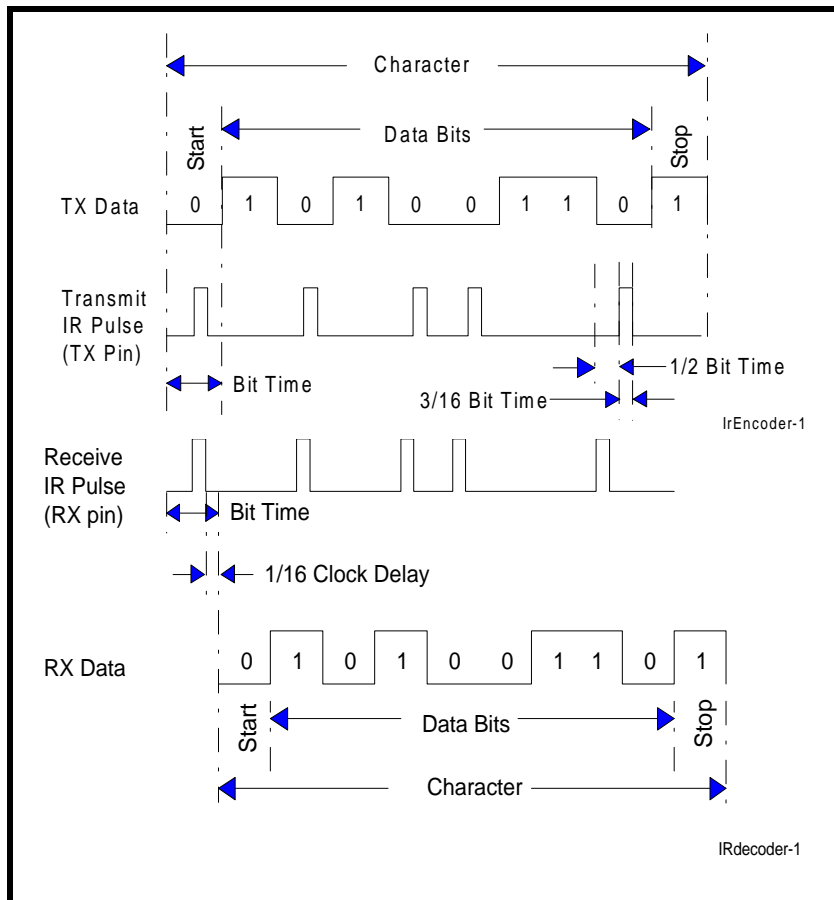 Character
Start
Data Bits
Stop
TX Data
0 1 0 1 0 0 1 1 0 1
Transmit
IR Pulse
(TX Pin)
Bit Time
1/2 Bit Time
3/16 Bit Time
IrEncoder-1
Receive
IR Pulse
(RX pin)
Bit Time
1/16 Clock Delay
RX Data
0 1 0 1 0 0 1 1 0 1
Start
Data Bits
Stop
Character
IRdecoder-1